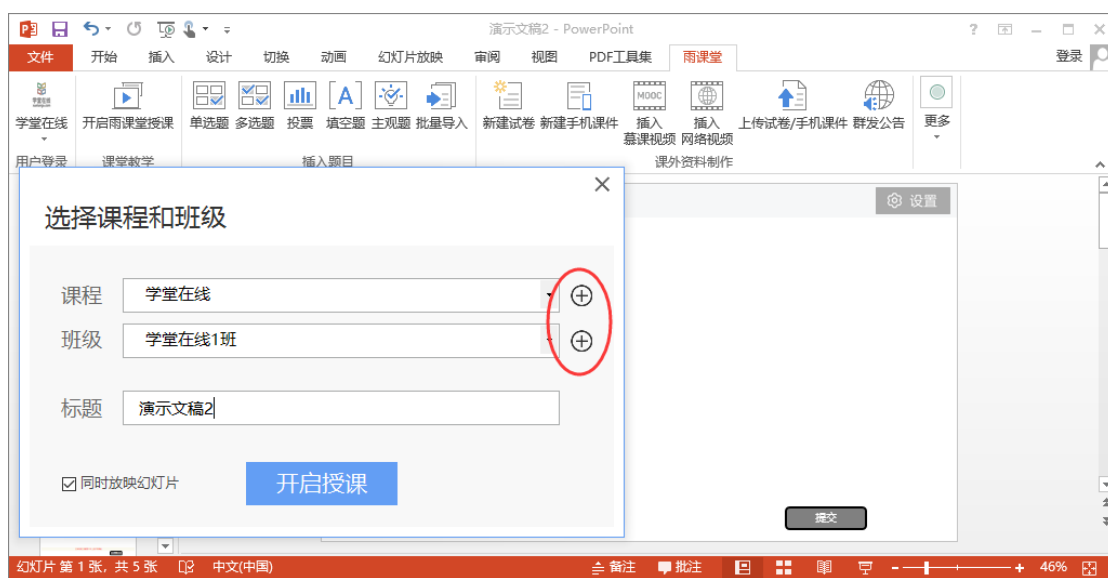 演示文稿2 - PowerPoint
文件 开始 插入 设计 切换 动画 幻灯片放映 审阅 视图 PDF工具集 雨课堂 登录
学堂在线 开启雨课堂授课 单选题 多选题 投票 填空题 主观题 批量导入 新建试卷 新建手机课件 插入 慕课视频 插入 网络视频 上传试卷/手机课件 群发公告 更多
MOOC
用户登录 课堂教学 插入题目 课外资料制作
设置
选择课程和班级
课程 学堂在线
班级 学堂在线1班
标题 演示文稿2
同时放映幻灯片 开启授课
提交
幻灯片 第 1 张，共 5 张 中文(中国) 备注 批注 46%